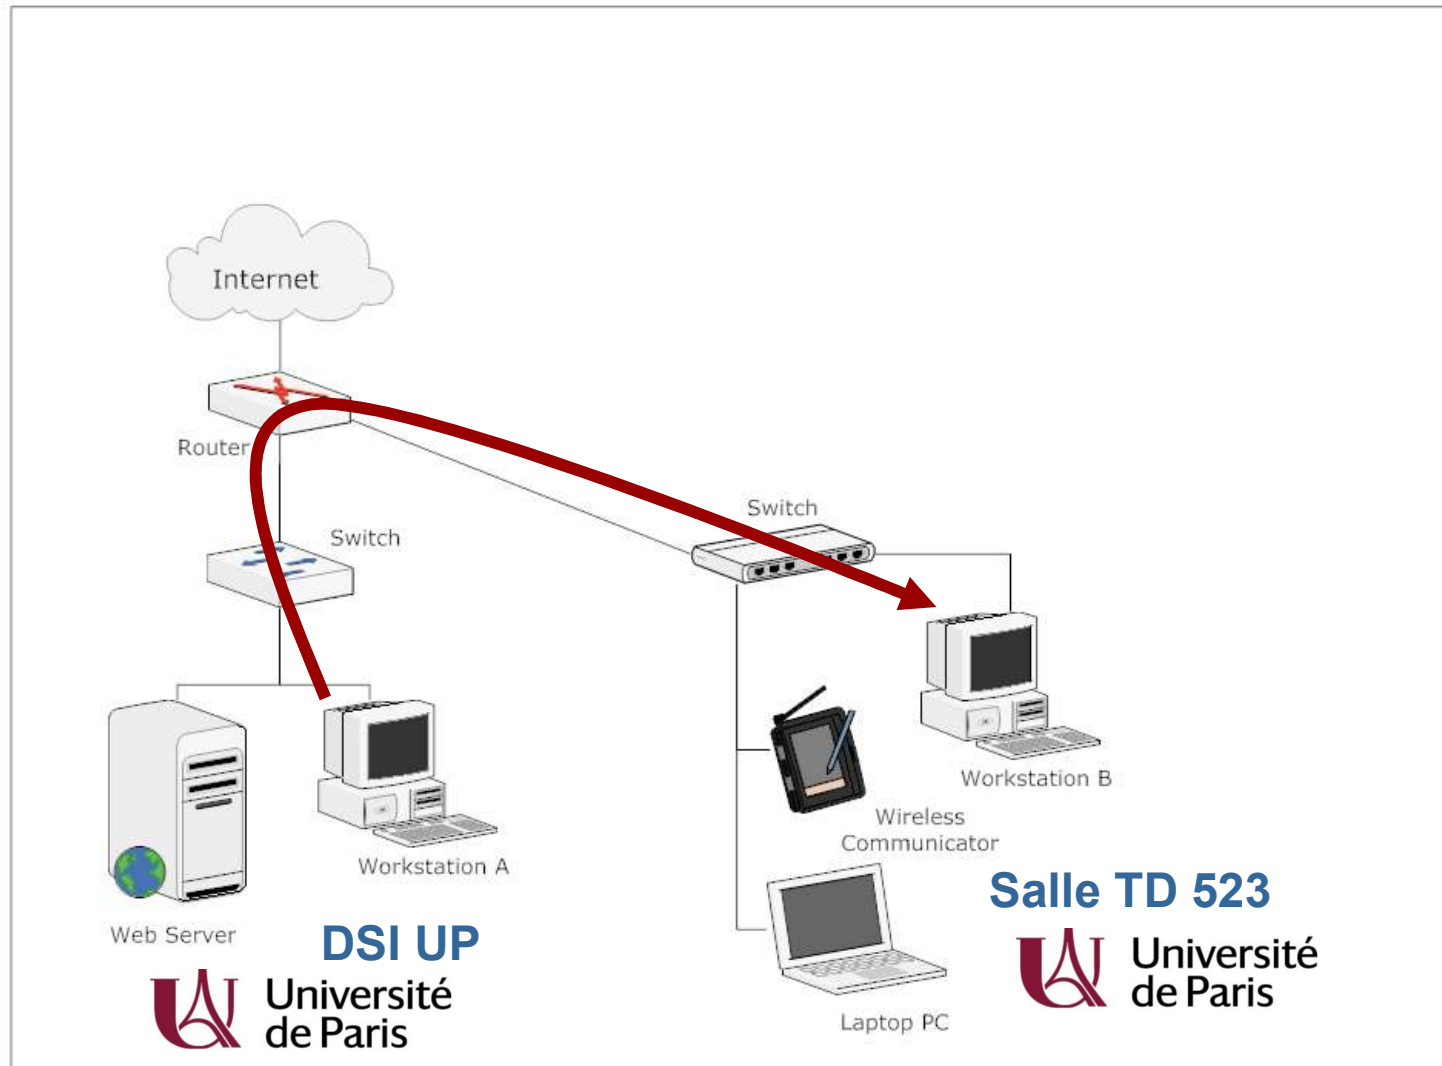 Internet
Router
Switch
Switch
Workstation B
Wireless
Communicator
Workstation A
Salle TD 523
Web Server
DSI UP
Université
de Paris
Université
de Paris
Laptop PC